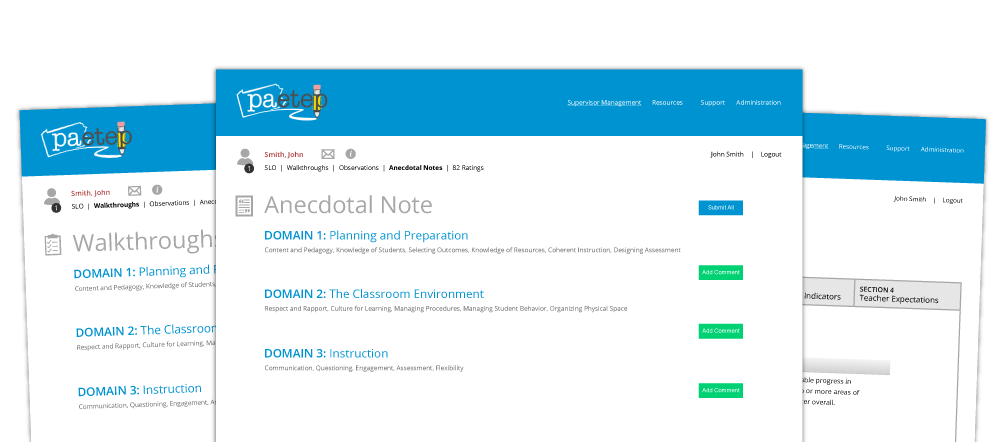 paetep
Smith, John
SLO | Walkthroughs | Observations | Anec
Walkthroughs
DOMAIN 1: Planning and
Content and Pedagogy, Knowledge of Students,
DOMAIN 2: The Classroom
Respect and Rapport, Culture for Learning, Ma
DOMAIN 3: Instruction
Communication, Questioning, Engagement, As
paetep
Supervisor Management Resources Support Administration
Smith, John
John Smith | Logout
1
SLO | Walkthroughs | Observations | Anecdotal Notes | 82 Ratings
Anecdotal Note
Submit All
DOMAIN 1: Planning and Preparation
Content and Pedagogy, Knowledge of Students, Selecting Outcomes, Knowledge of Resources, Coherent Instruction, Designing Assessment
Add Comment
DOMAIN 2: The Classroom Environment
Respect and Rapport, Culture for Learning, Managing Procedures, Managing Student Behavior, Organizing Physical Space
Add Comment
DOMAIN 3: Instruction
Communication, Questioning, Engagement, Assessment, Flexibility
Add Comment
agement Resources Support Administration
John Smith | Logout
Indicators
SECTION 4
Teacher Expectations
ible progress in
or more areas of
er overall.